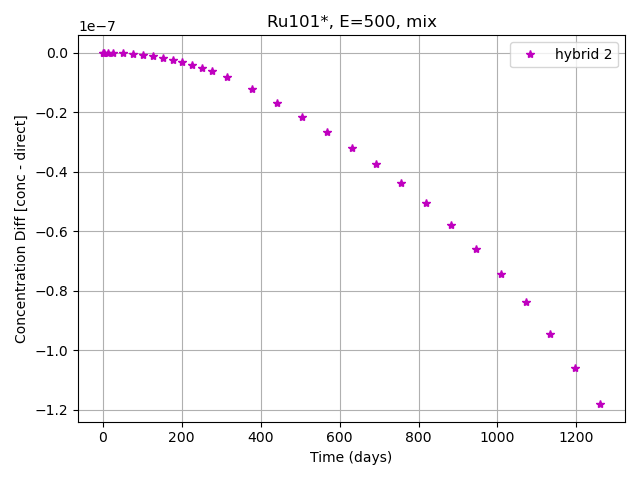 Ru101*, E=500, mix
1e−7
hybrid 2
0.0
−0.2
−0.4
−0.6
−0.8
−1.0
−1.2
Concentration Diff [conc - direct]
0 200 400 600 800 1000 1200
Time (days)